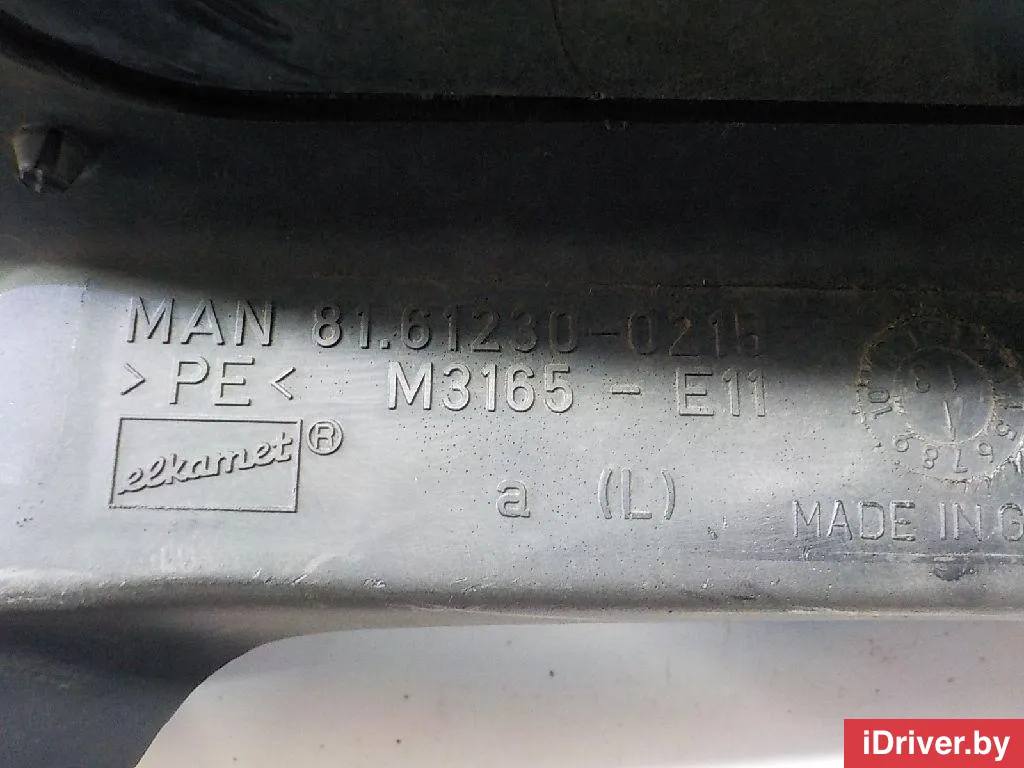 MAN 81.61230-0215
>PE< M3165 - E11
elkamet®
a (L)
MADE IN G
iDriver.by